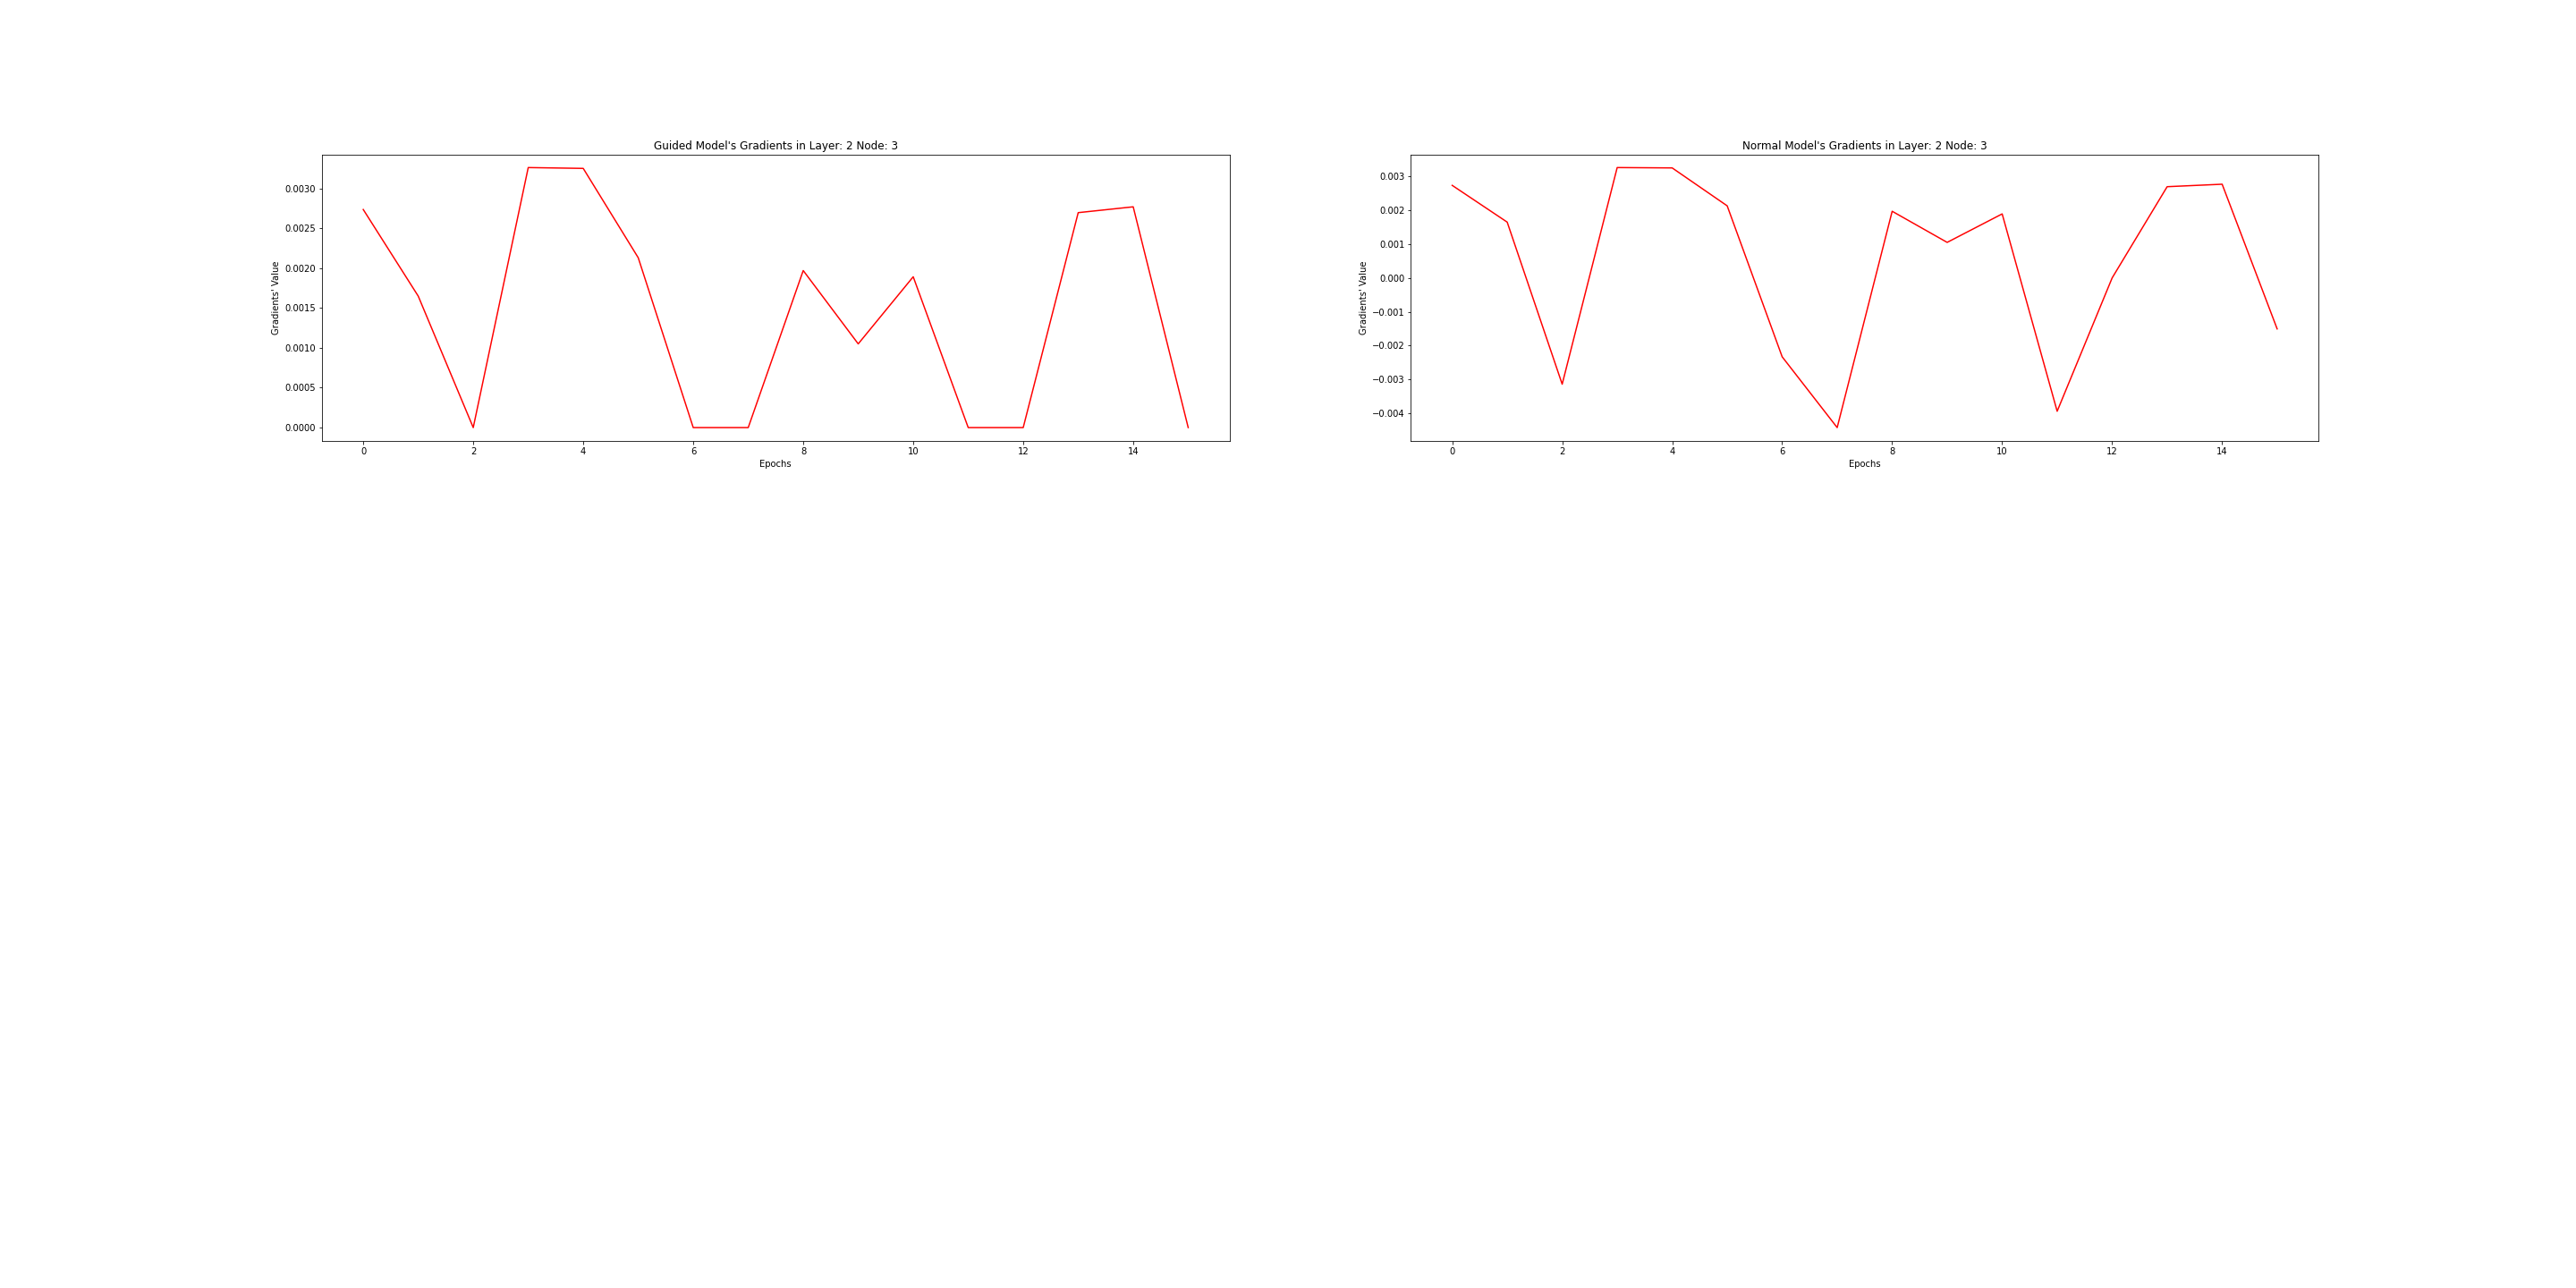 Guided Model's Gradients in Layer: 2 Node: 3
Gradients' Value
0.0030
0.0025
0.0020
0.0015
0.0010
0.0005
0.0000
0 2 4 6 8 10 12 14
Epochs
Normal Model's Gradients in Layer: 2 Node: 3
Gradients' Value
0.003
0.002
0.001
0.000
−0.001
−0.002
−0.003
−0.004
0 2 4 6 8 10 12 14
Epochs